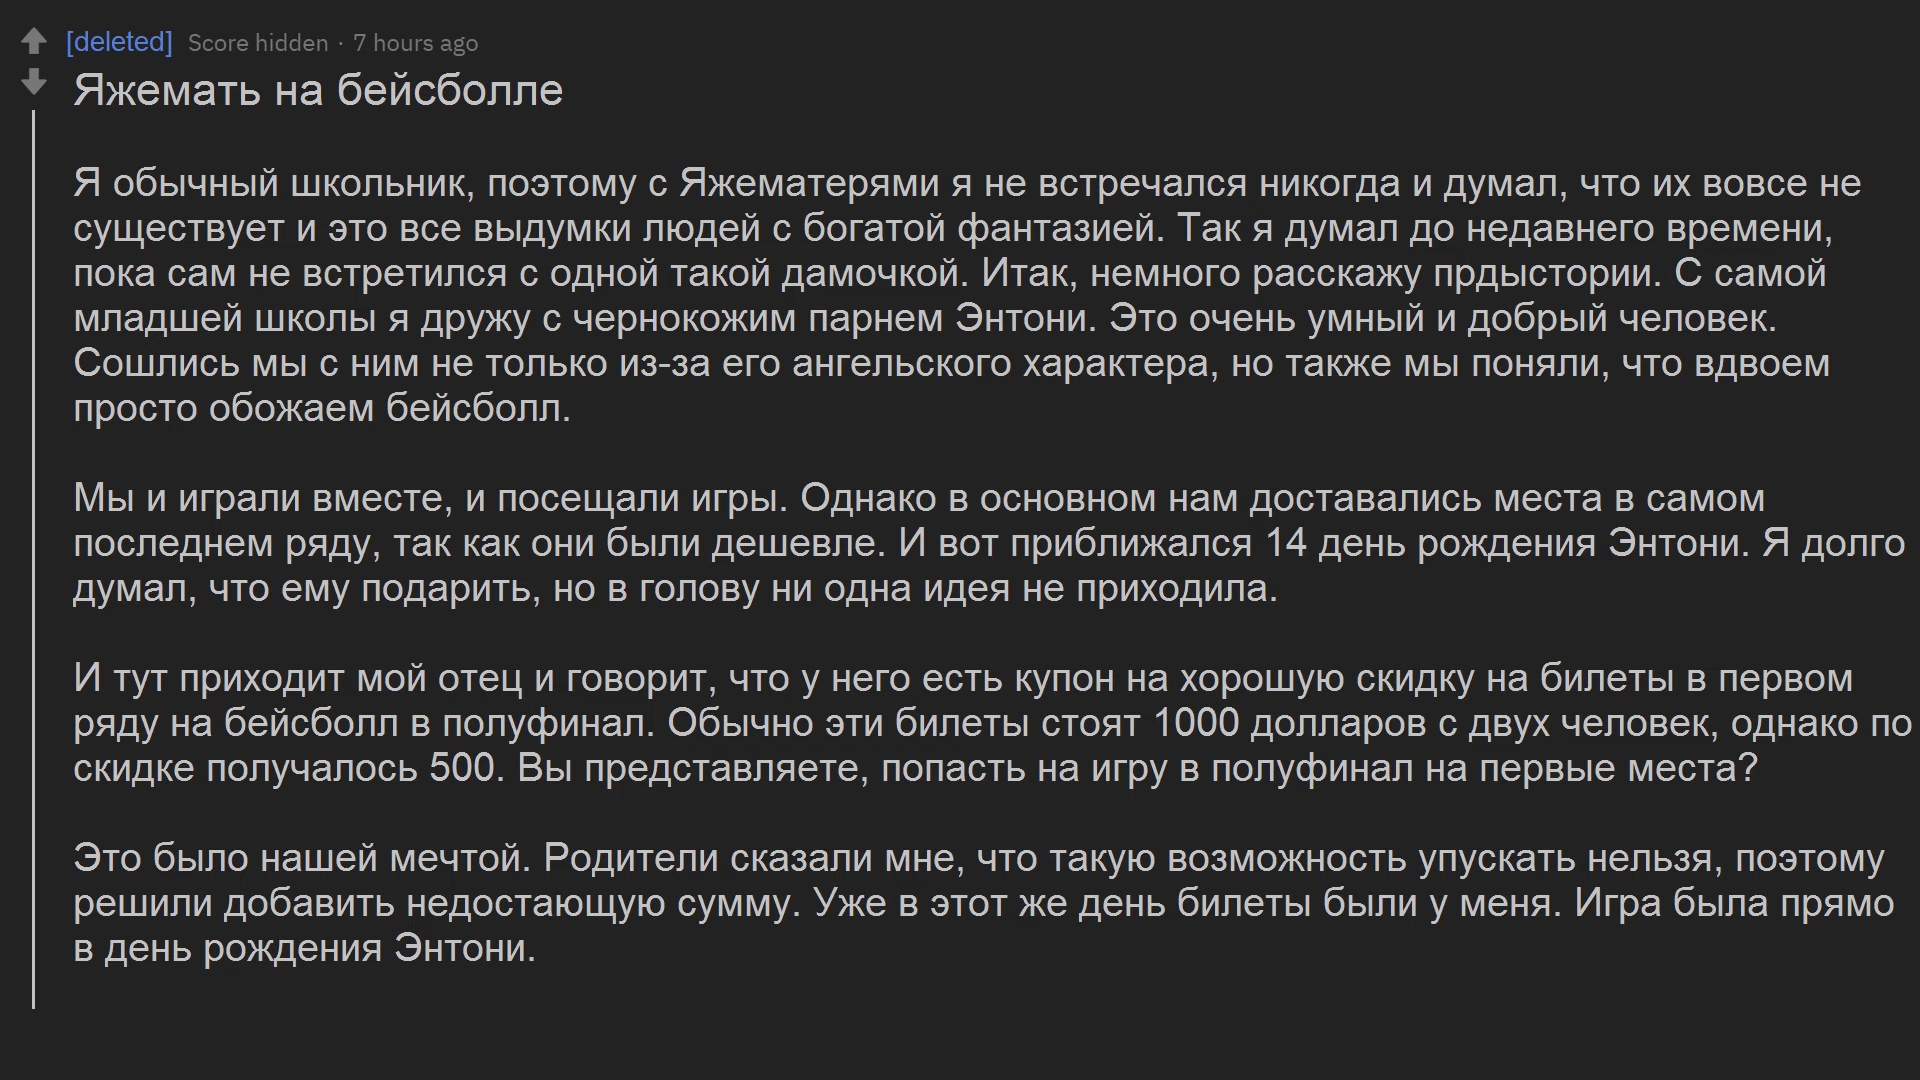 [deleted] Score hidden · 7 hours ago
Яжемать на бейсболле
Я обычный школьник, поэтому с Яжематерями я не встречался никогда и думал, что их вовсе не
существует и это все выдумки людей с богатой фантазией. Так я думал до недавнего времени,
пока сам не встретился с одной такой дамочкой. Итак, немного расскажу прдыстории. С самой
младшей школы я дружу с чернокожим парнем Энтони. Это очень умный и добрый человек.
Сошлись мы с ним не только из-за его ангельского характера, но также мы поняли, что вдвоем
просто обожаем бейсболл.
Мы и играли вместе, и посещали игры. Однако в основном нам доставались места в самом
последнем ряду, так как они были дешевле. И вот приближался 14 день рождения Энтони. Я долго
думал, что ему подарить, но в голову ни одна идея не приходила.
И тут приходит мой отец и говорит, что у него есть купон на хорошую скидку на билеты в первом
ряду на бейсболл в полуфинал. Обычно эти билеты стоят 1000 долларов с двух человек, однако по
скидке получалось 500. Вы представляете, попасть на игру в полуфинал на первые места?
Это было нашей мечтой. Родители сказали мне, что такую возможность упускать нельзя, поэтому
решили добавить недостающую сумму. Уже в этот же день билеты были у меня. Игра была прямо
в день рождения Энтони.